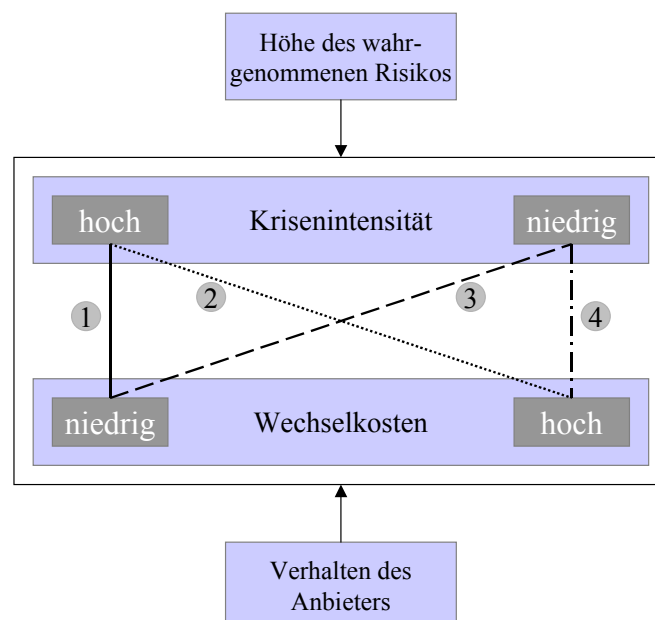 Höhe des wahr-
genommenen Risikos
hoch
Krisenintensität
niedrig
1
2
3
4
niedrig
Wechselkosten
hoch
Verhalten des
Anbieters